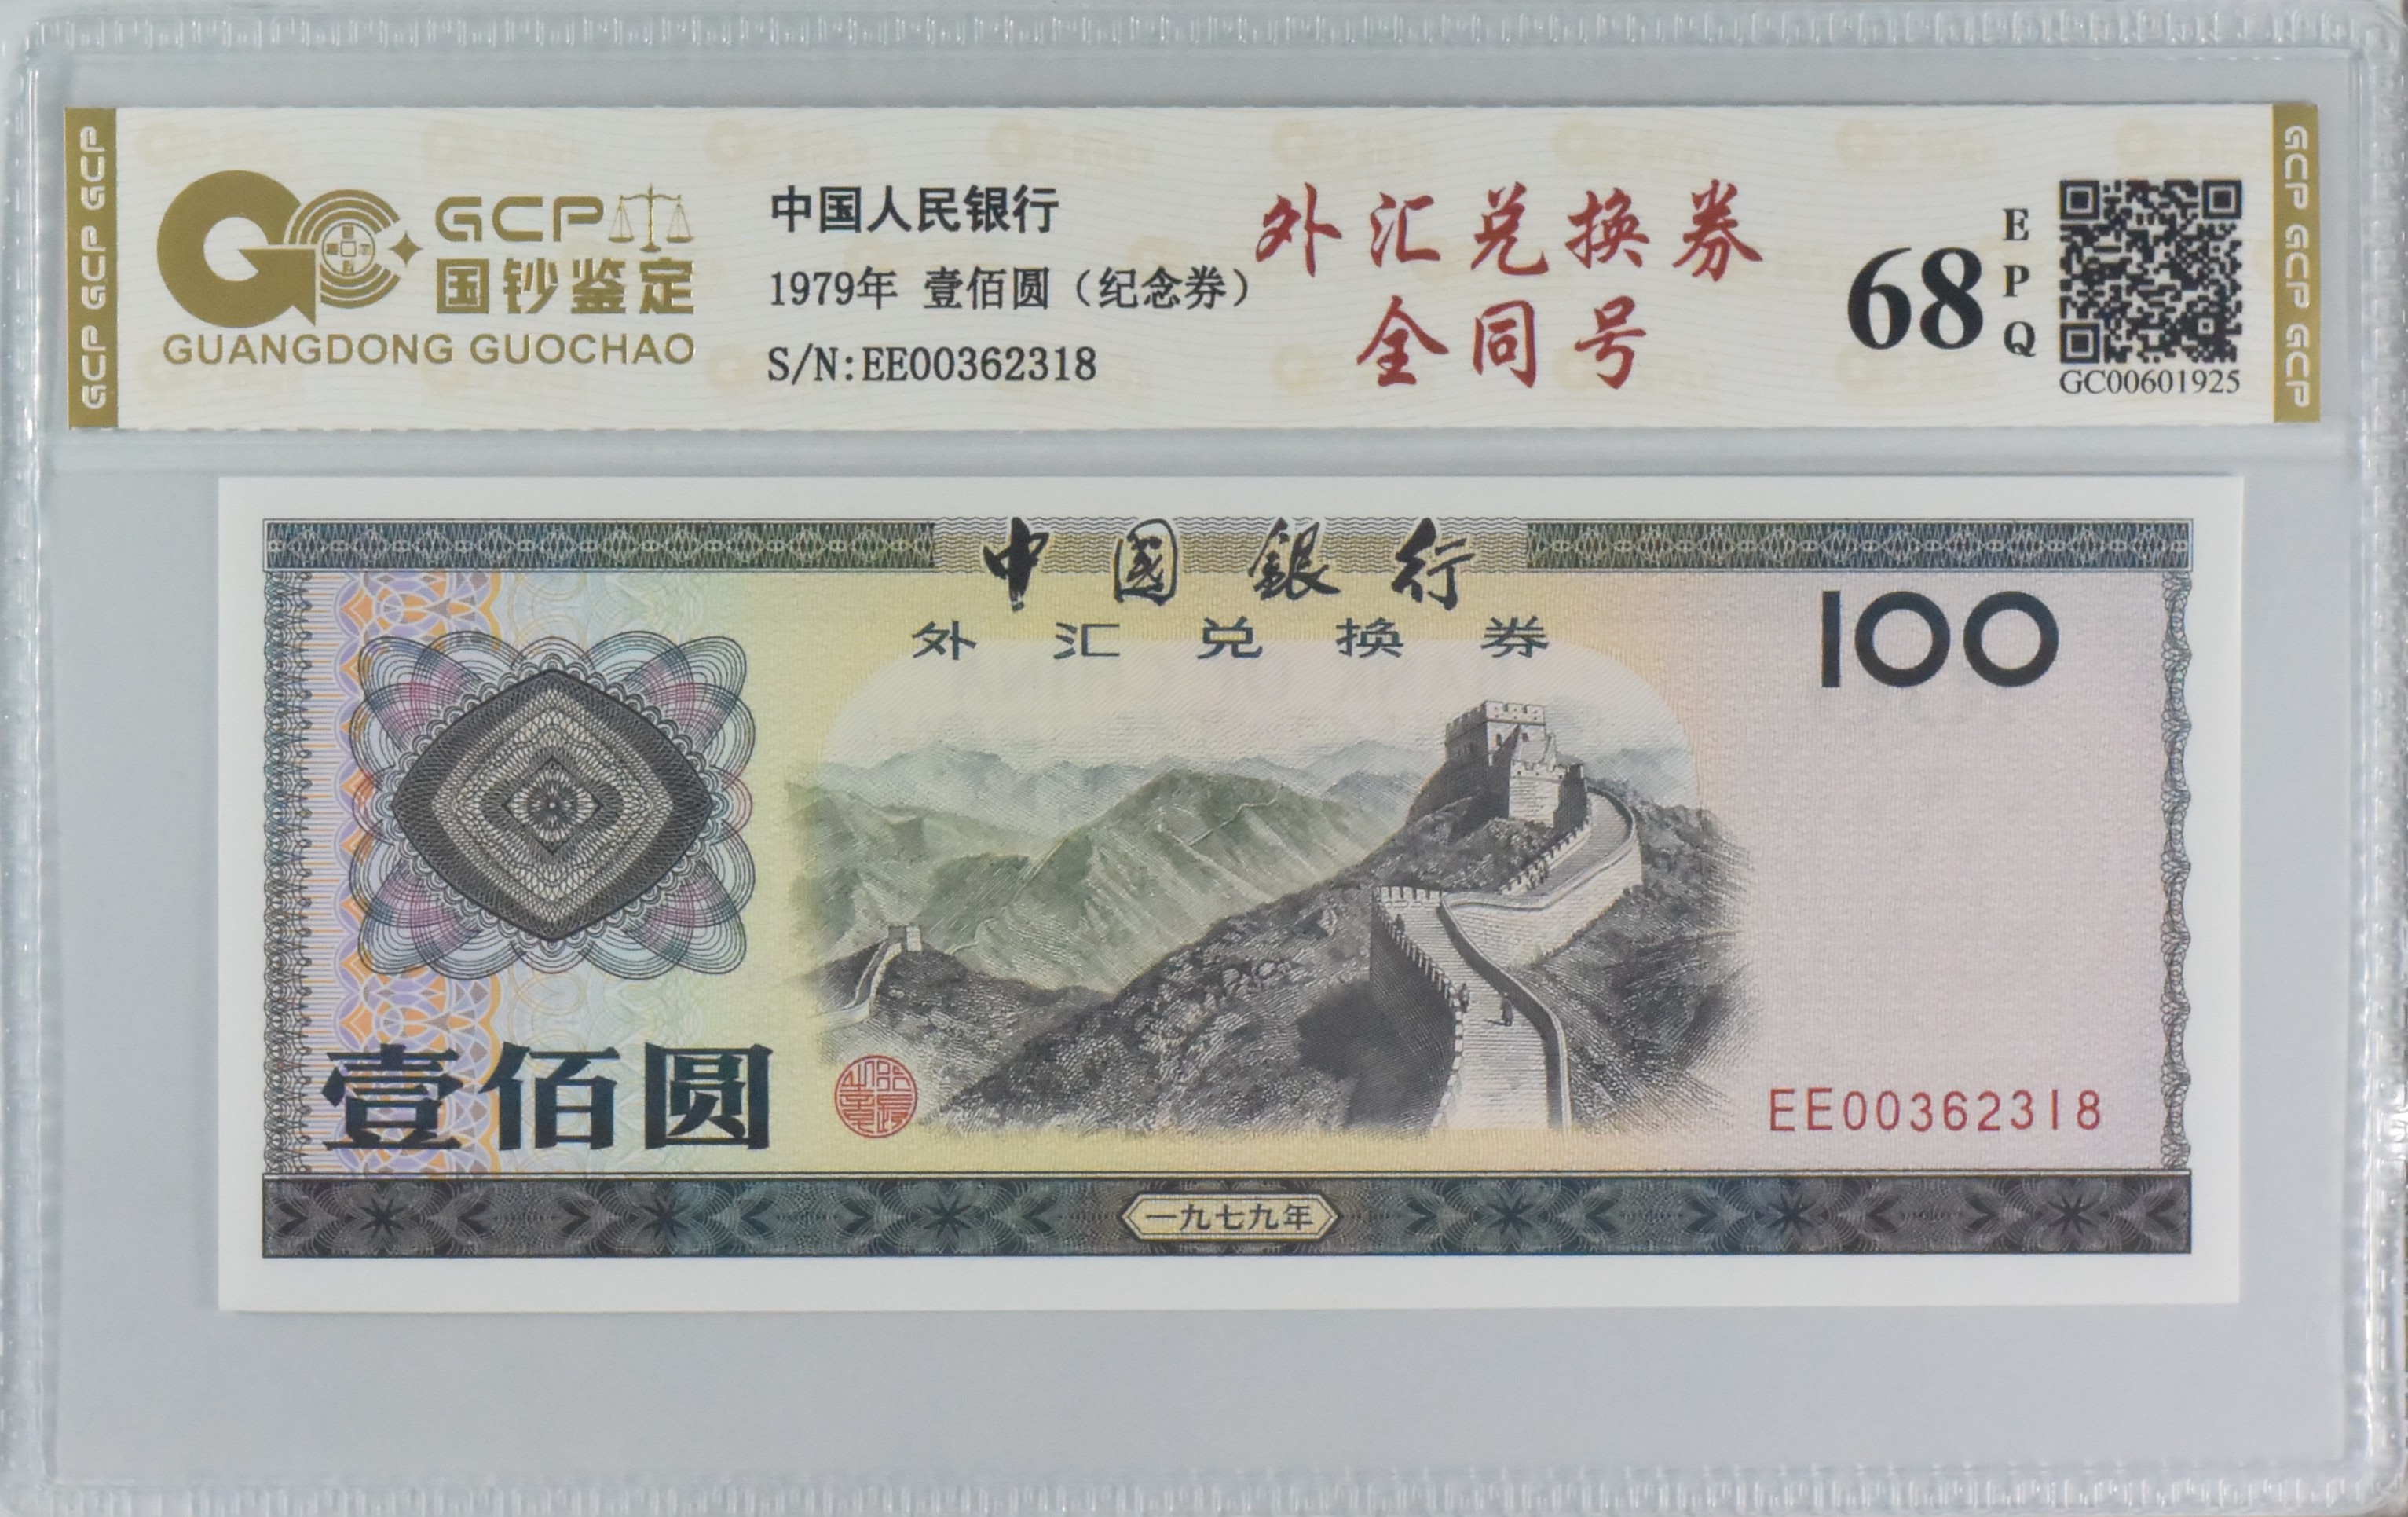 GCP GCP GCP
GCP
国钞鉴定
GUANGDONG GUOCHAO
中国人民银行
1979年 壹佰圆（纪念券）
S/N:EE00362318
外汇兑换券
全同号
68
EPQ
GC00601925
GCP GCP GCP
中國銀行
外汇兑换券
100
壹佰圆
EE00362318
一九七九年